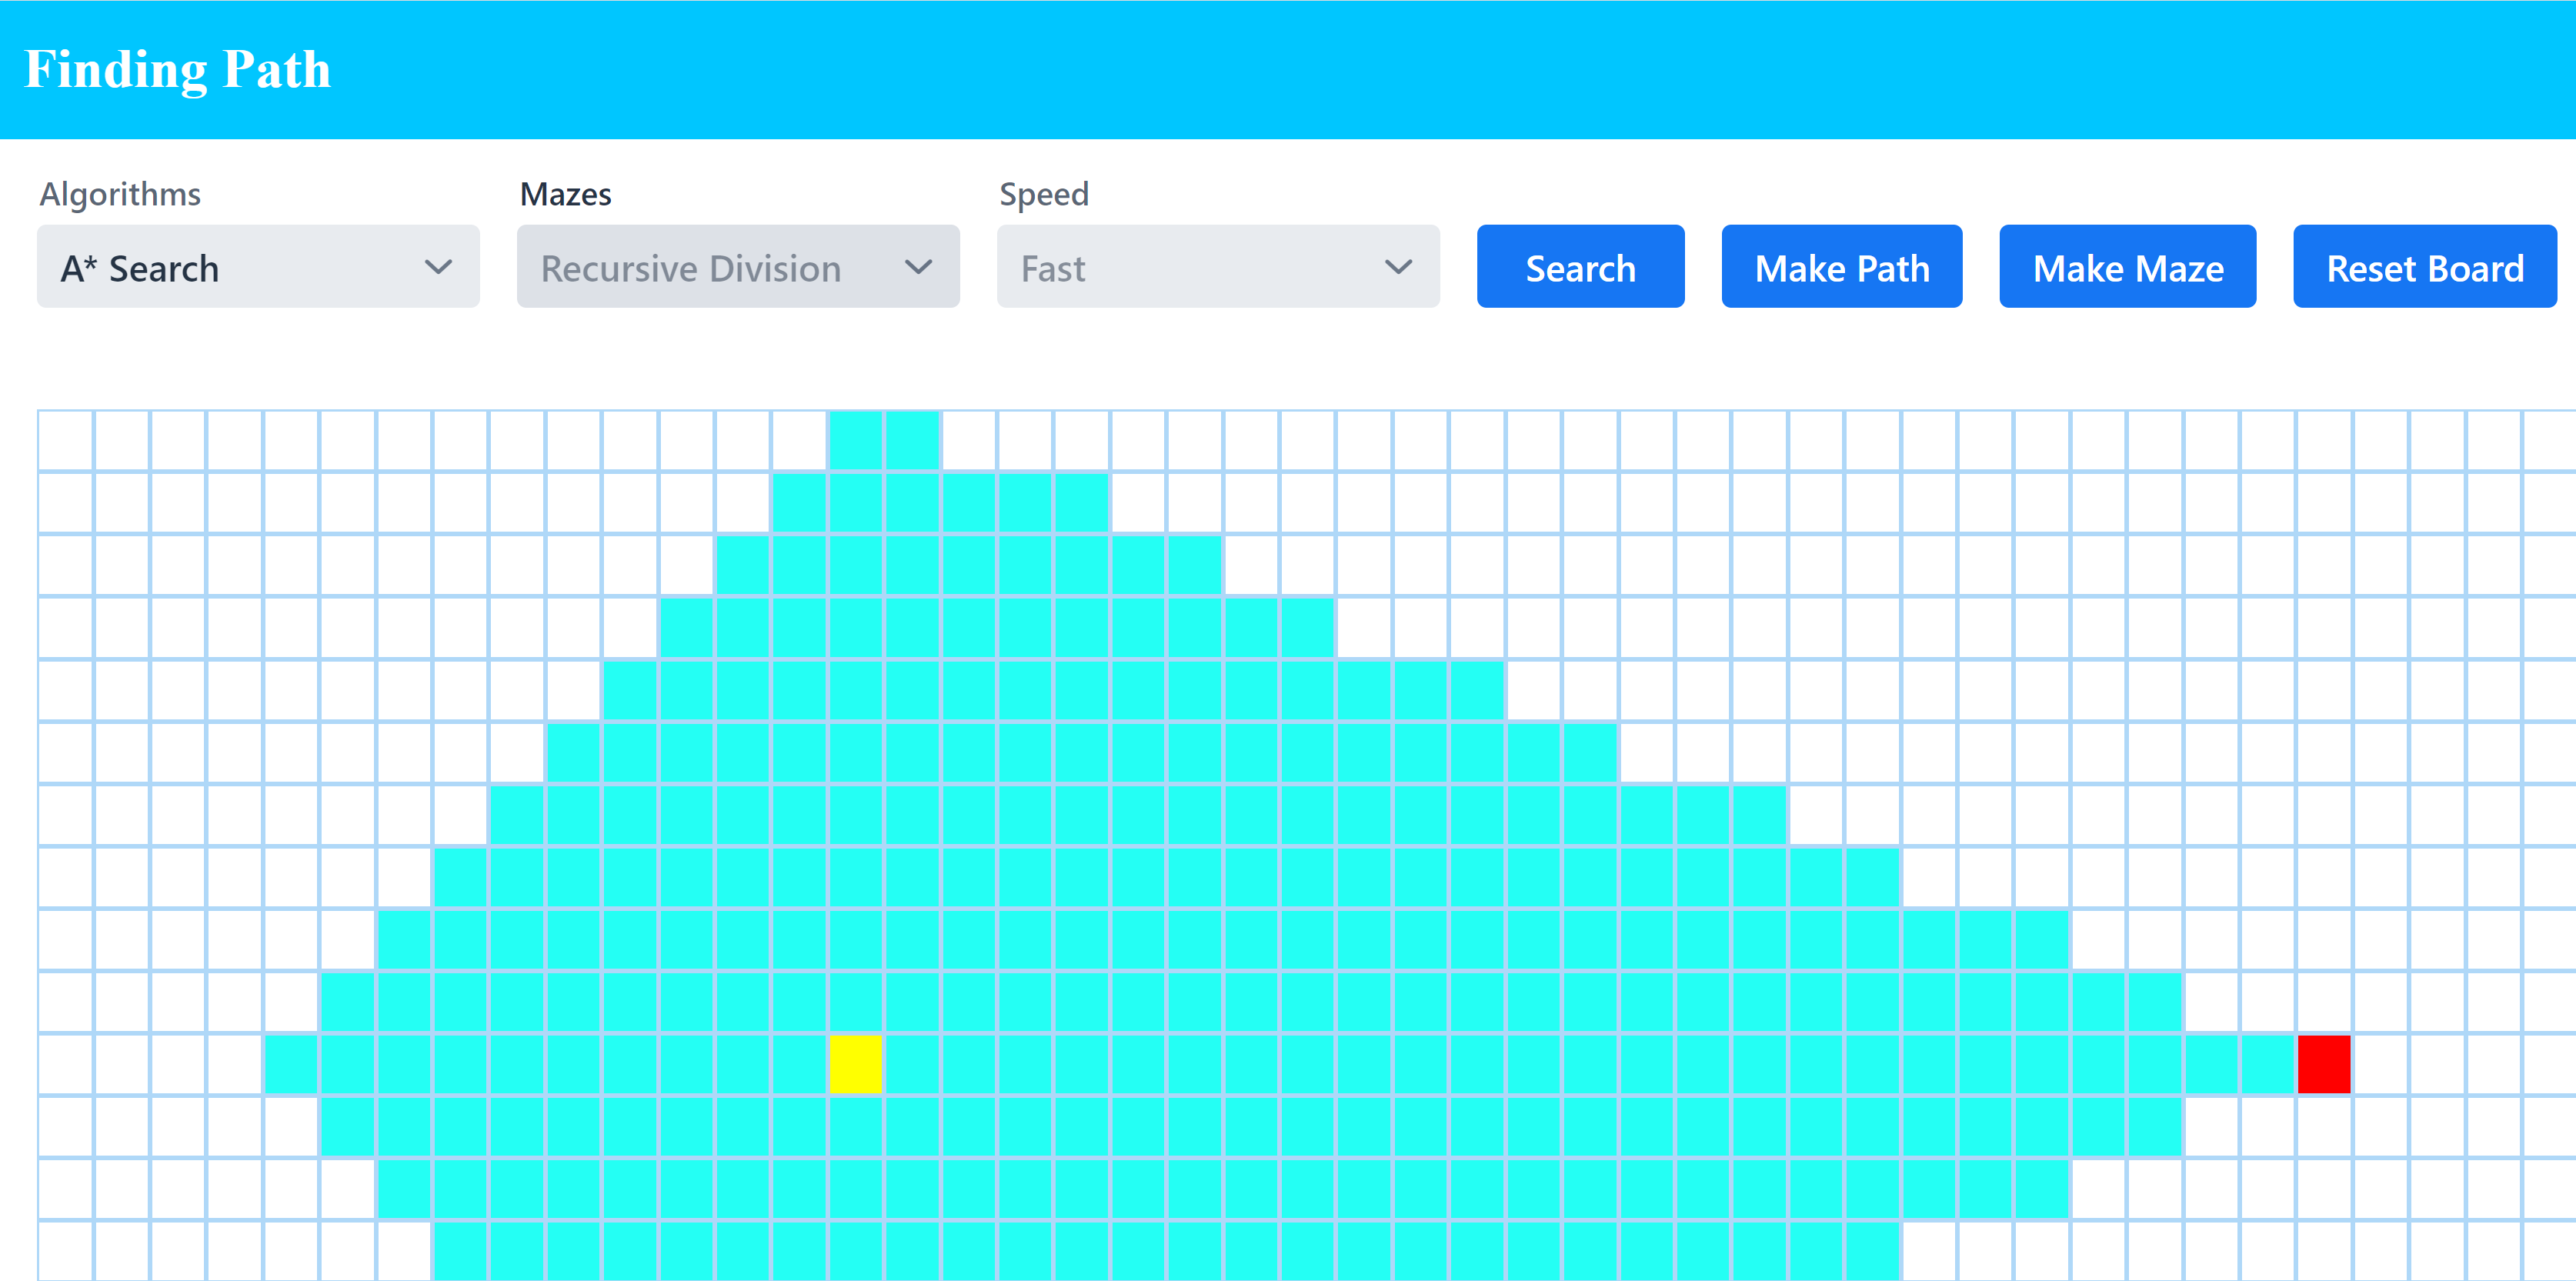 Finding Path
Algorithms
Mazes
Speed
A* Search
Recursive Division
Fast
Search
Make Path
Make Maze
Reset Board